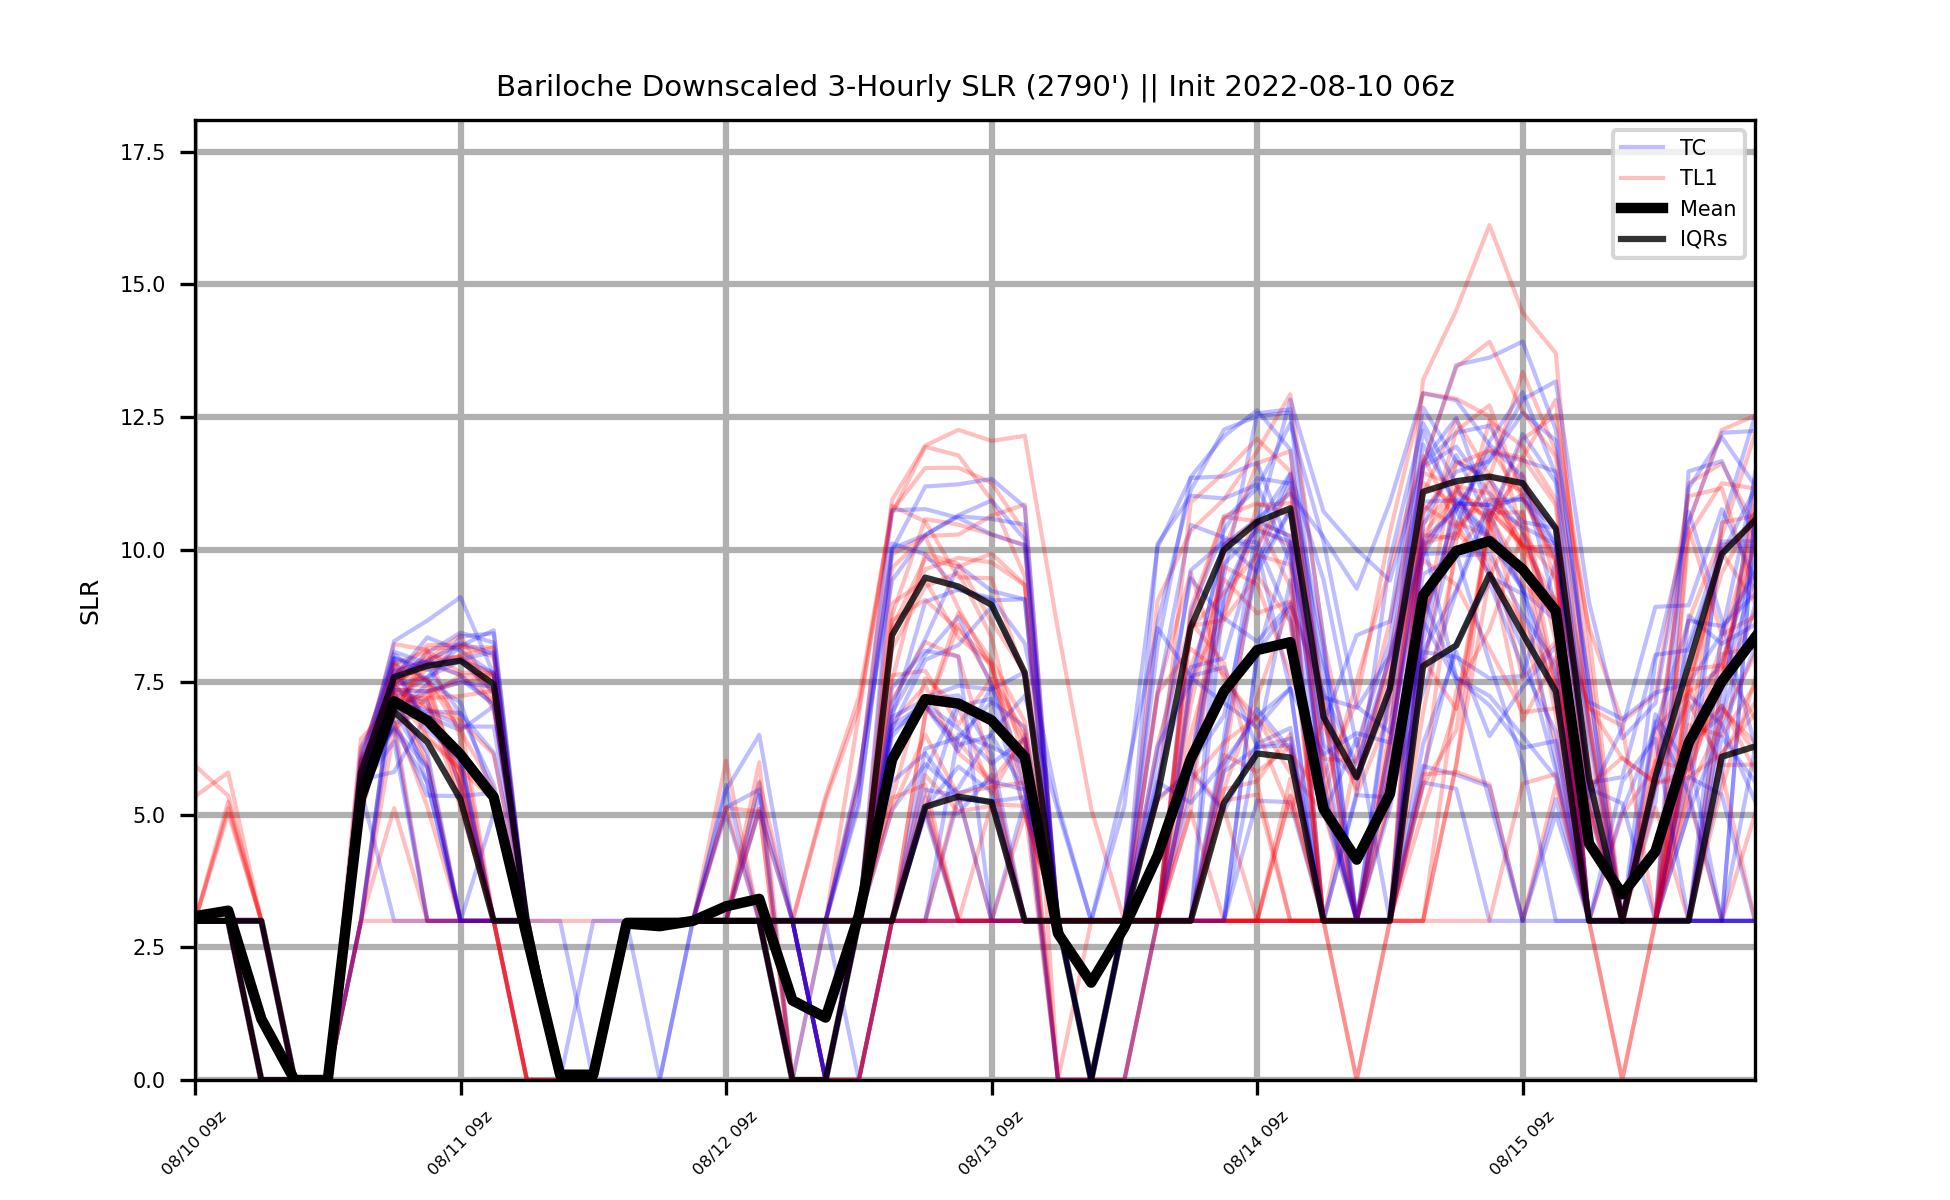 Bariloche Downscaled 3-Hourly SLR (2790') || Init 2022-08-10 06z
TC
TL1
Mean
IQRs
17.5
15.0
12.5
10.0
7.5
5.0
2.5
0.0
SLR
08/10 09z
08/11 09z
08/12 09z
08/13 09z
08/14 09z
08/15 09z